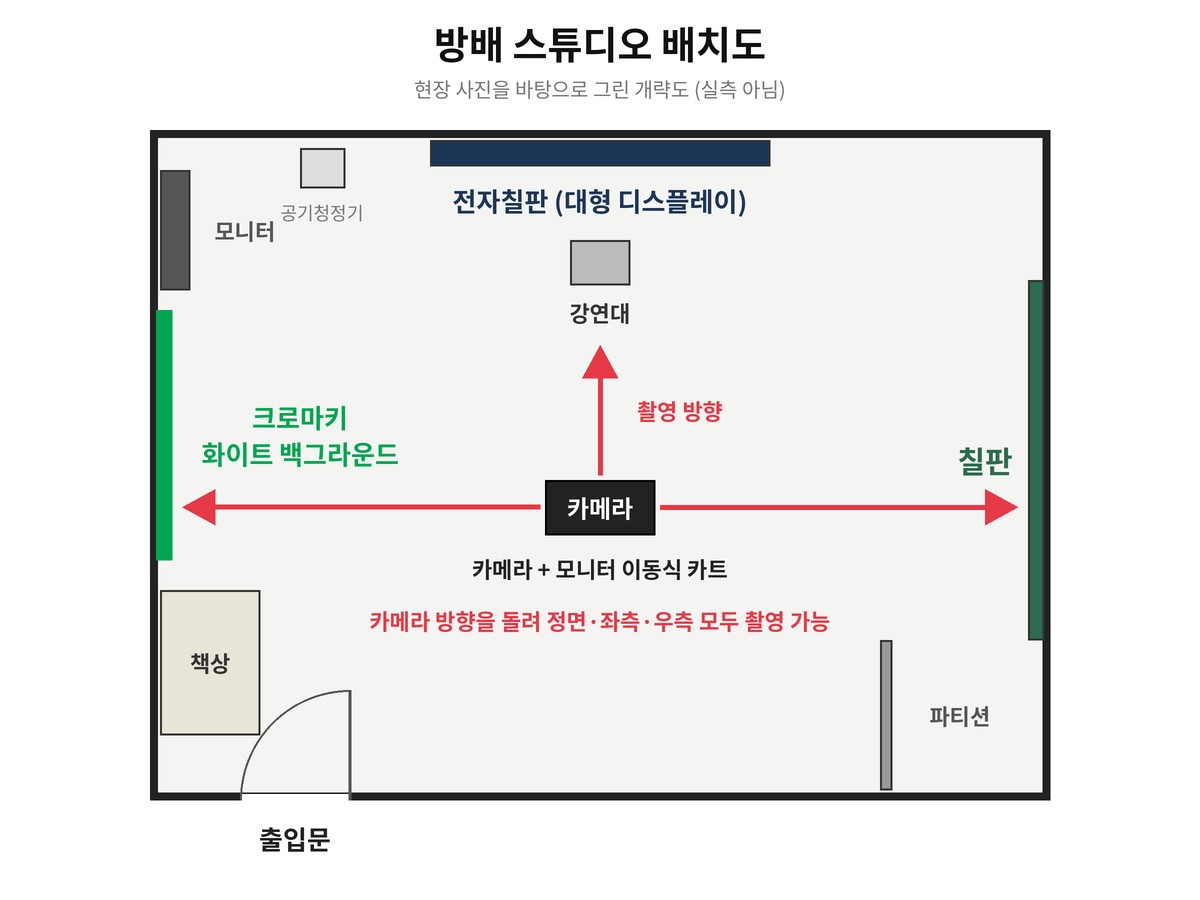 방배 스튜디오 배치도
현장 사진을 바탕으로 그린 개략도 (실측 아님)
공기청정기
모니터
전자칠판 (대형 디스플레이)
강연대
촬영 방향
크로마키
화이트 백그라운드
칠판
카메라
카메라 + 모니터 이동식 카트
카메라 방향을 돌려 정면·좌측·우측 모두 촬영 가능
책상
파티션
출입문